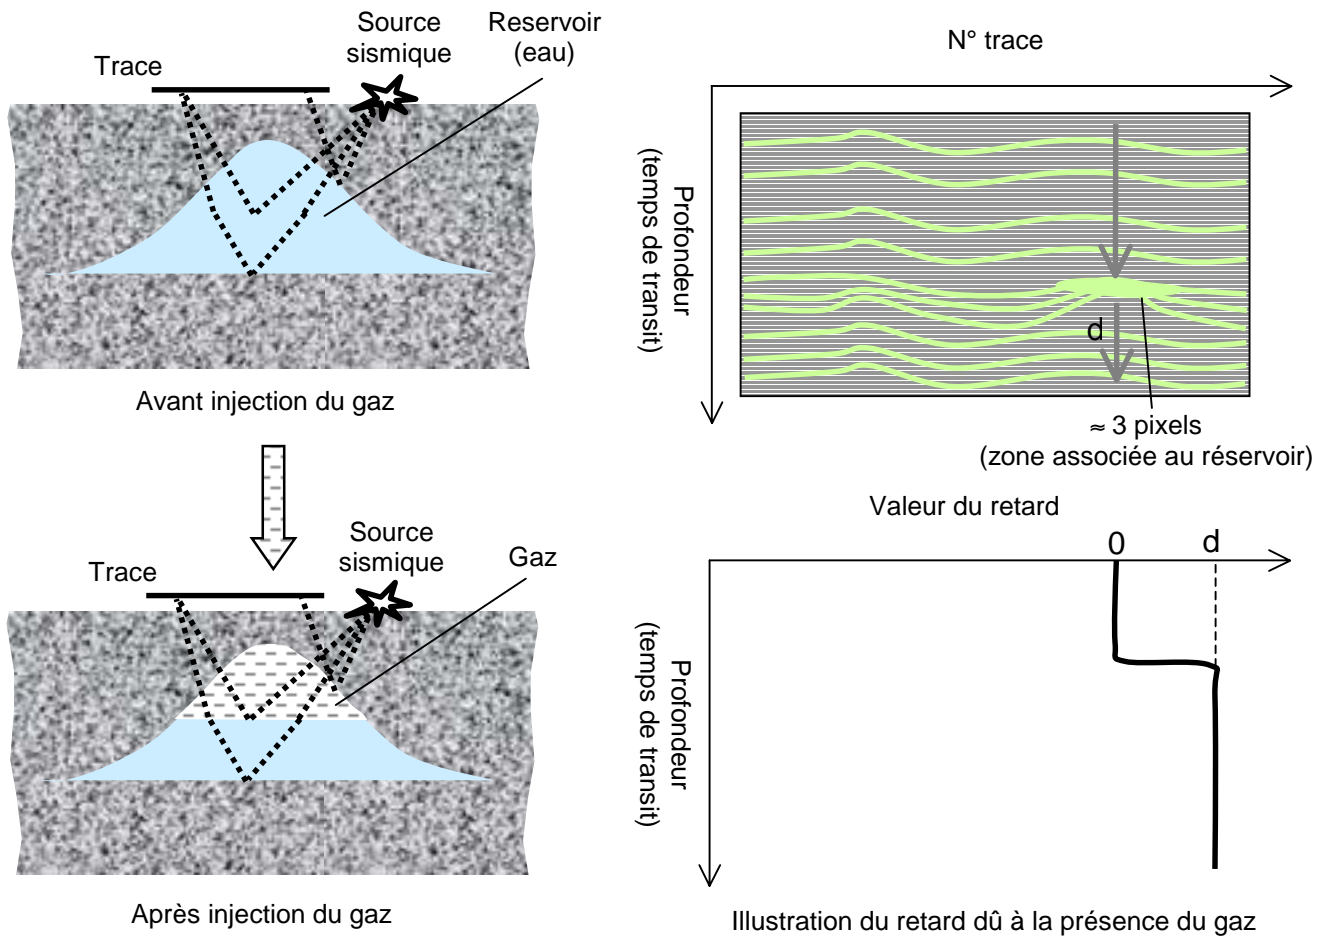 Source
sismique
Reservoir
(eau)
Trace
Avant injection du gaz
N° trace
Profondeur
(temps de transit)
d
≈ 3 pixels
(zone associée au réservoir)
Source
sismique
Gaz
Trace
Après injection du gaz
Valeur du retard
0
d
Profondeur
(temps de transit)
Illustration du retard dû à la présence du gaz